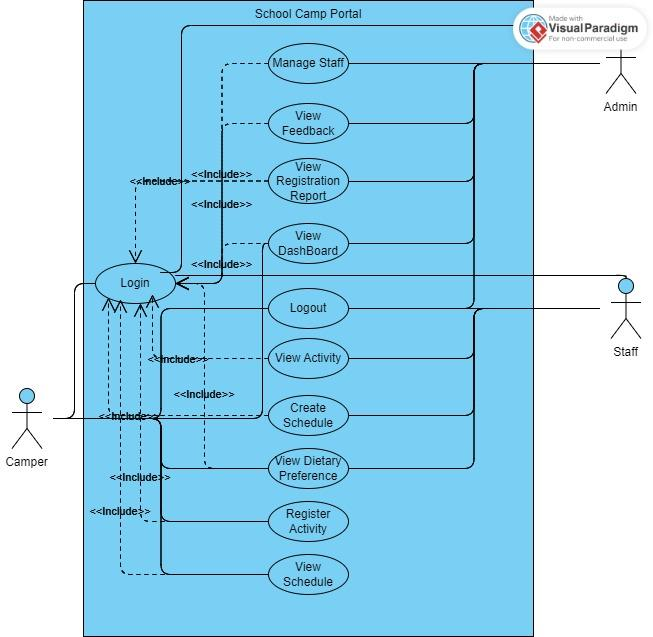 School Camp Portal
Made with
VisualParadigm
For non-commercial use
Manage Staff
Admin
View
Feedback
<<Include>>
<<Include>>
View
Registration
Report
<<Include>>
View
DashBoard
<<Include>>
Login
Logout
Staff
<<Include>>
View Activity
<<Include>>
Create
Schedule
<<Include>>
Camper
View Dietary
Preference
<<Include>>
Register
Activity
<<Include>>
View
Schedule